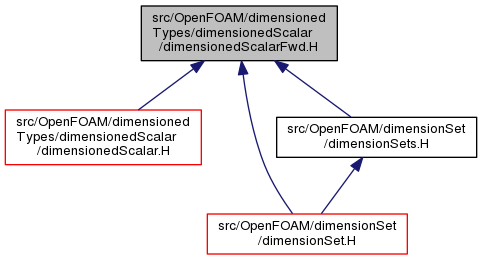 src/OpenFOAM/dimensioned
Types/dimensionedScalar
/dimensionedScalarFwd.H
src/OpenFOAM/dimensioned
Types/dimensionedScalar
/dimensionedScalar.H
src/OpenFOAM/dimensionSet
/dimensionSets.H
src/OpenFOAM/dimensionSet
/dimensionSet.H